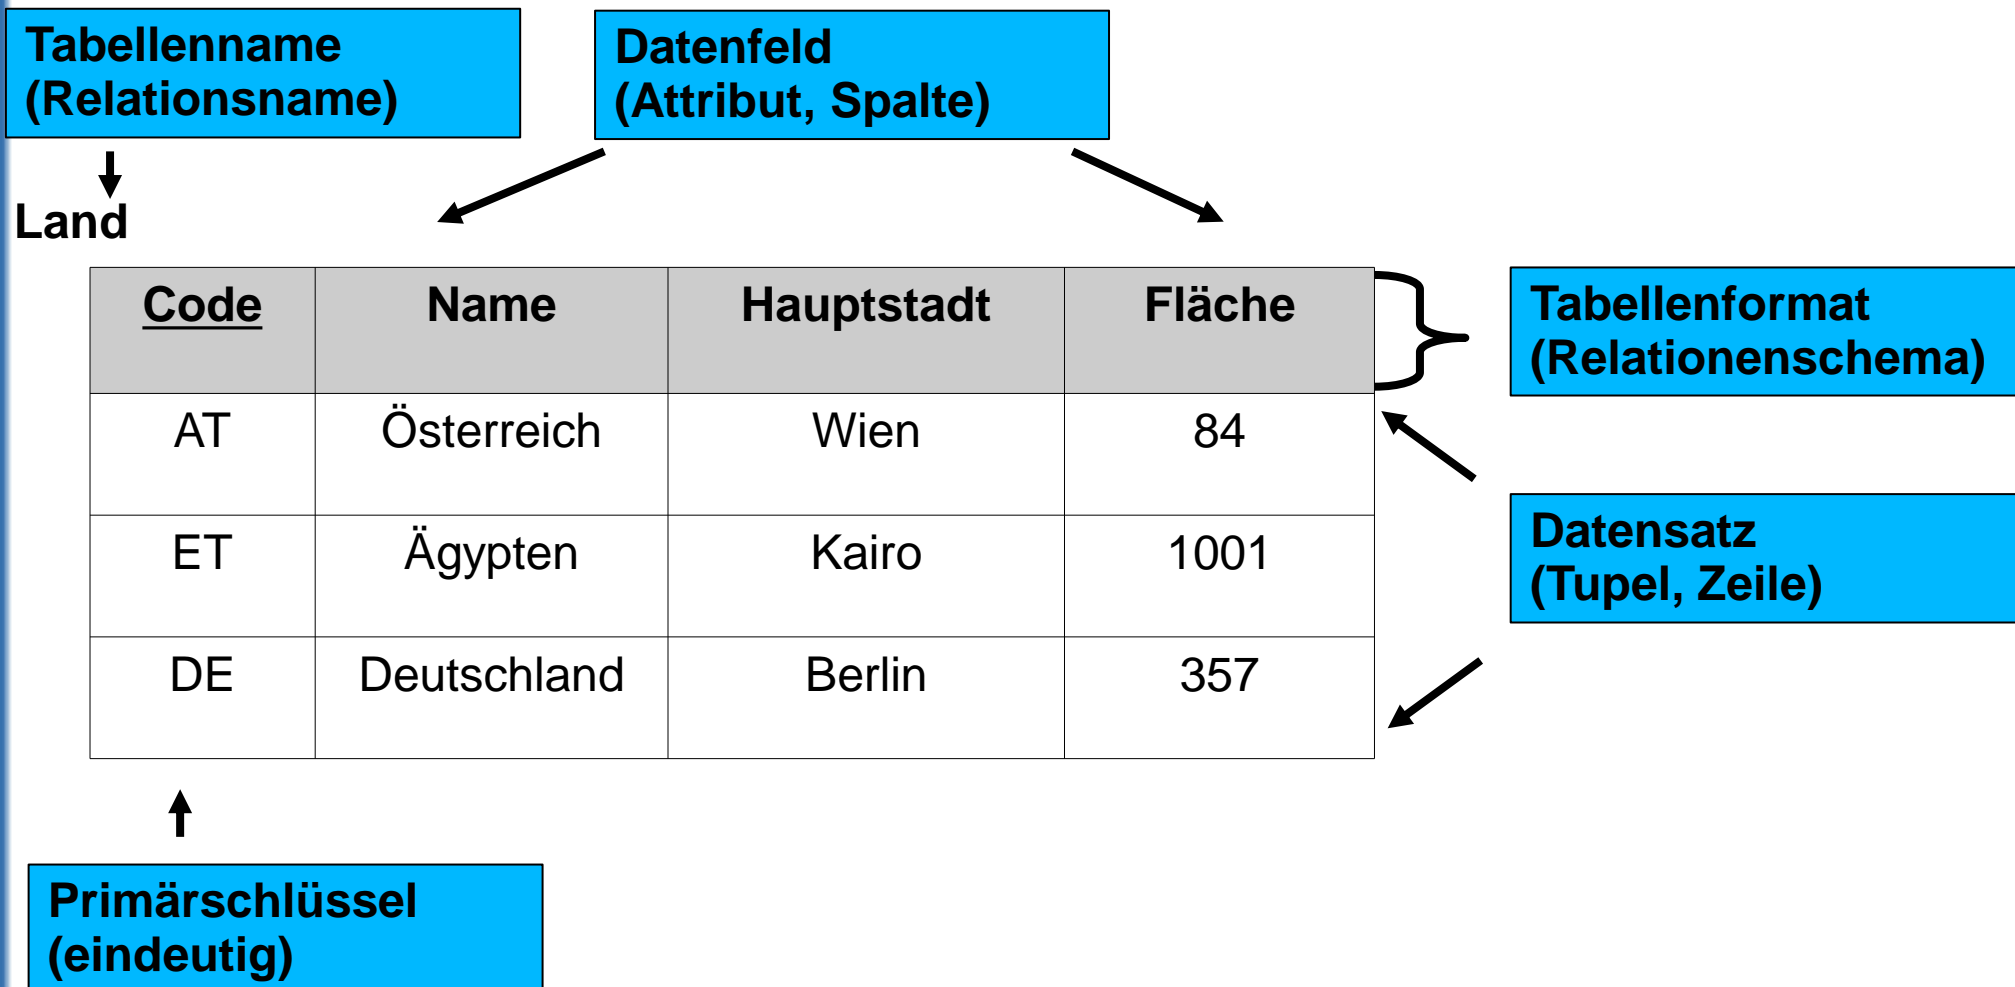 Tabellenname
(Relationsname)
Datenfeld
(Attribut, Spalte)
Land
Code Name Hauptstadt Fläche
AT Österreich Wien 84
ET Ägypten Kairo 1001
DE Deutschland Berlin 357
Tabellenformat
(Relationenschema)
Datensatz
(Tupel, Zeile)
Primärschlüssel
(eindeutig)